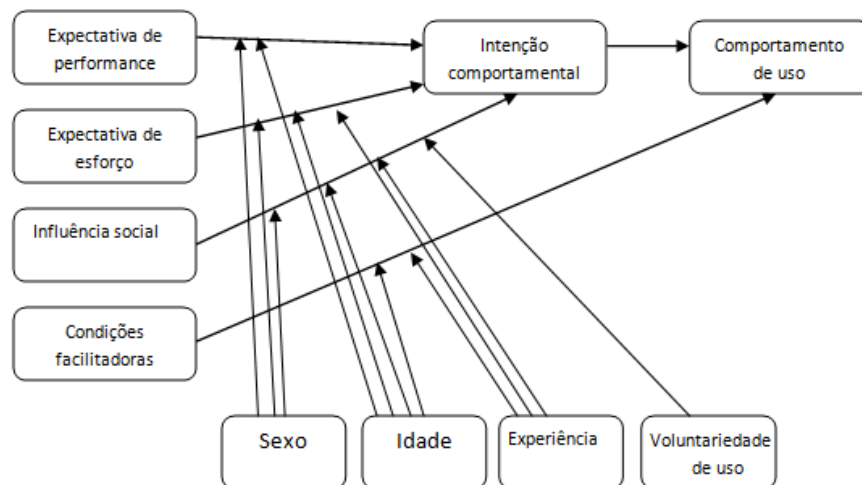 Expectativa de
performance
Intenção
comportamental
Comportamento
de uso
Expectativa de
esforço
Influência social
Condições
facilitadoras
Sexo
Idade
Experiência
Voluntariedade
de uso